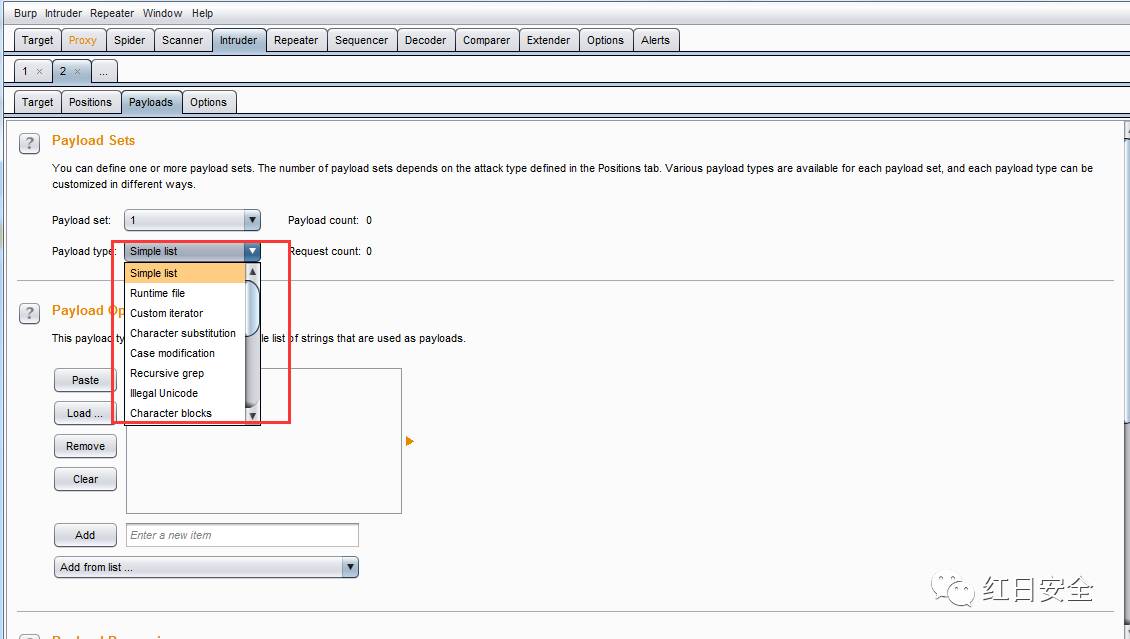 Burp Intruder Repeater Window Help
Target Proxy Spider Scanner Intruder Repeater Sequencer Decoder Comparer Extender Options Alerts
1 × 2 × ...
Target Positions Payloads Options
? Payload Sets
You can define one or more payload sets. The number of payload sets depends on the attack type defined in the Positions tab. Various payload types are available for each payload set, and each payload type can be
customized in different ways.
Payload set: 1 Payload count: 0
Payload type: Simple list Request count: 0
Simple list
Runtime file
Custom iterator
Character substitution
Case modification
Recursive grep
Illegal Unicode
Character blocks
? Payload
This payload list of strings that are used as payloads.
Paste
Load ...
Remove
Clear
Add Enter a new item
Add from list ...
红日安全
Payload